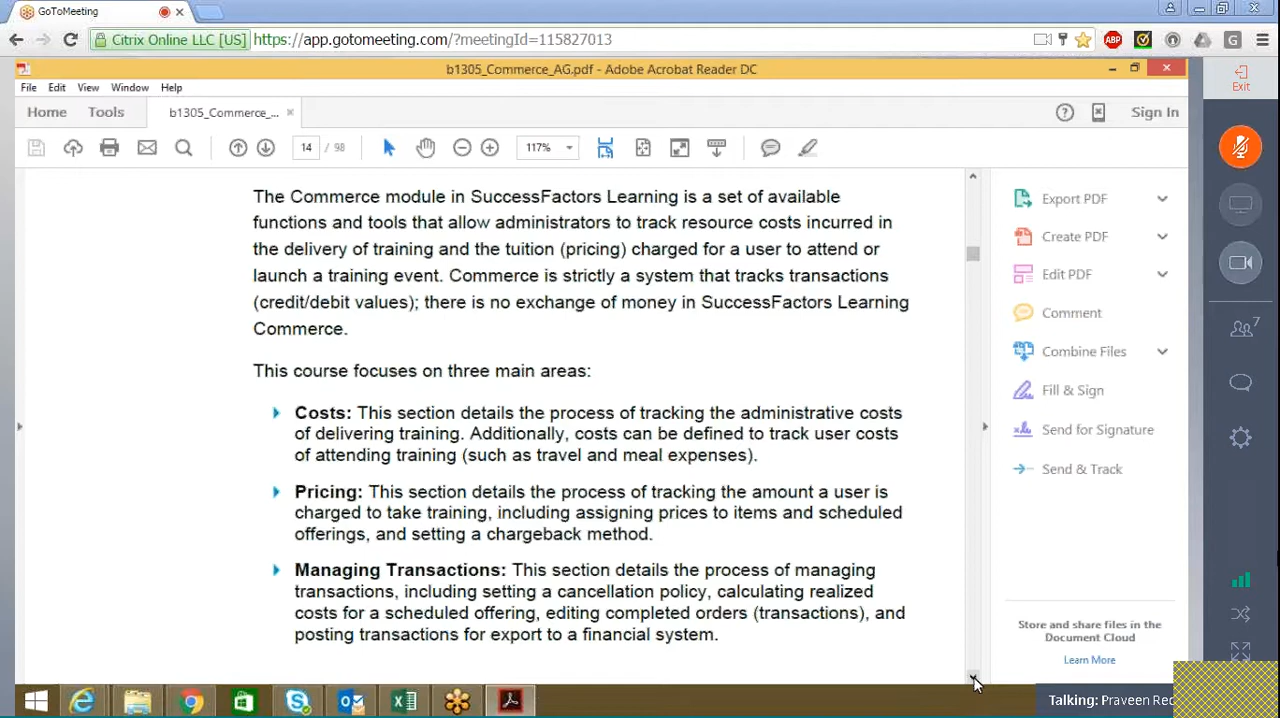 GoToMeeting
Citrix Online LLC [US] https://app.gotomeeting.com/?meetingId=115827013
ABP
G
b1305_Commerce_AG.pdf - Adobe Acrobat Reader DC
Exit
File Edit View Window Help
Home Tools b1305_Commerce_... Sign In
14 / 98 117%
The Commerce module in SuccessFactors Learning is a set of available
functions and tools that allow administrators to track resource costs incurred in
the delivery of training and the tuition (pricing) charged for a user to attend or
launch a training event. Commerce is strictly a system that tracks transactions
(credit/debit values); there is no exchange of money in SuccessFactors Learning
Commerce.
This course focuses on three main areas:
Costs: This section details the process of tracking the administrative costs
of delivering training. Additionally, costs can be defined to track user costs
of attending training (such as travel and meal expenses).
Pricing: This section details the process of tracking the amount a user is
charged to take training, including assigning prices to items and scheduled
offerings, and setting a chargeback method.
Managing Transactions: This section details the process of managing
transactions, including setting a cancellation policy, calculating realized
costs for a scheduled offering, editing completed orders (transactions), and
posting transactions for export to a financial system.
Export PDF
Create PDF
Edit PDF
Comment
Combine Files
Fill & Sign
Send for Signature
Send & Track
Store and share files in the
Document Cloud
Learn More
7
Talking: Praveen Rec